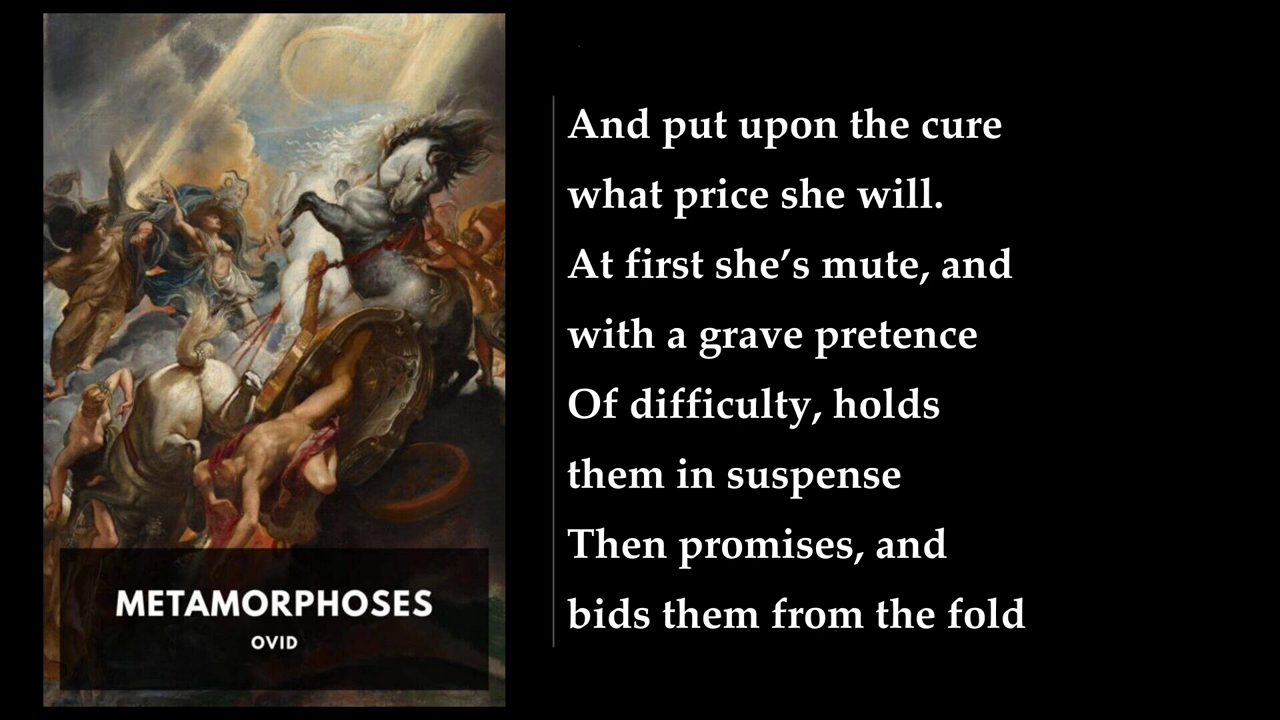 METAMORPHOSES
OVID
And put upon the cure
what price she will.
At first she’s mute, and
with a grave pretence
Of difficulty, holds
them in suspense
Then promises, and
bids them from the fold